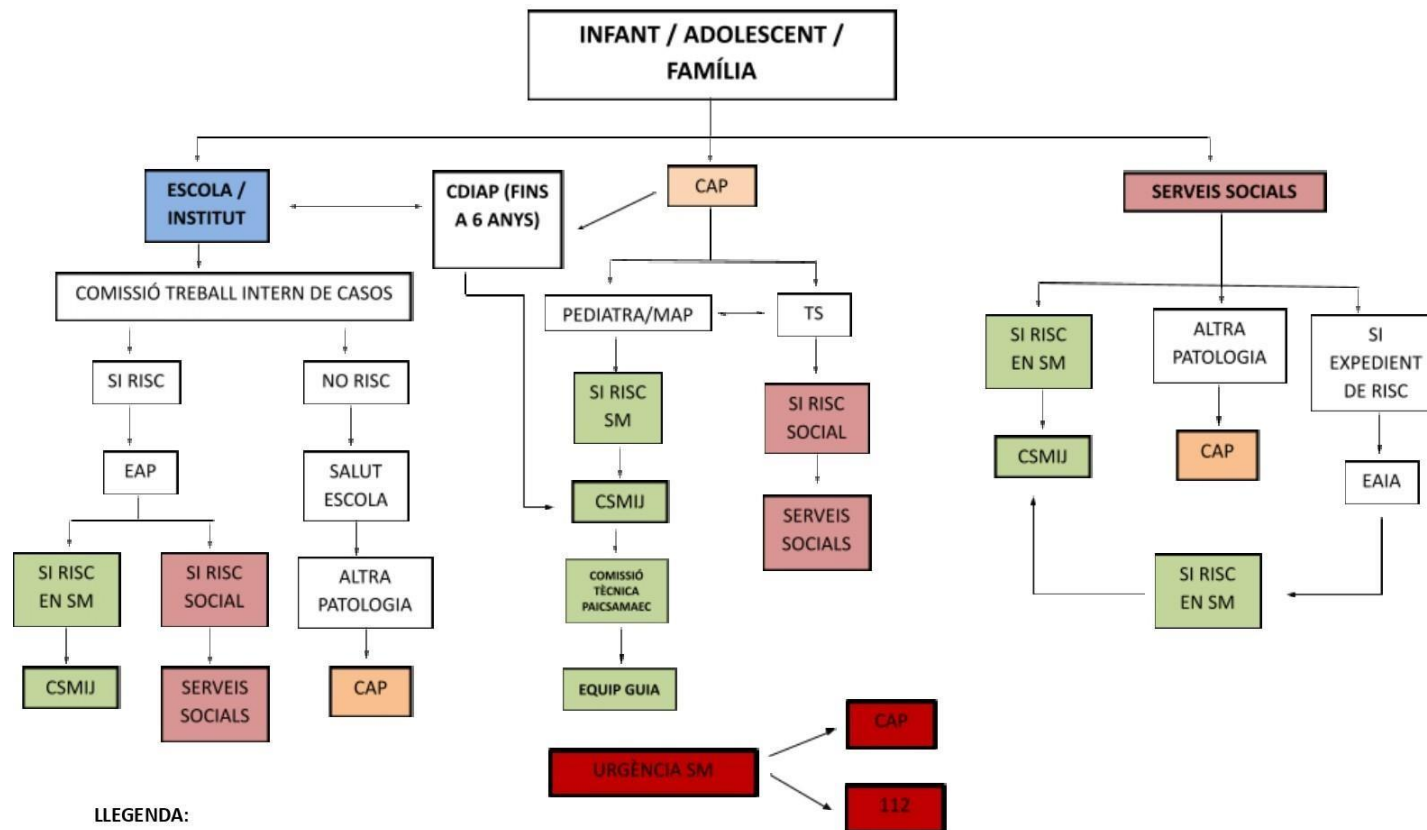 INFANT / ADOLESCENT /
FAMÍLIA
ESCOLA /
INSTITUT
CDIAP (FINS
A 6 ANYS)
CAP
SERVEIS SOCIALS
COMISSIÓ TREBALL INTERN DE CASOS
SI RISC
NO RISC
EAP
SALUT
ESCOLA
SI RISC
EN SM
SI RISC
SOCIAL
ALTRA
PATOLOGIA
CSMIJ
SERVEIS
SOCIALS
CAP
PEDIATRA/MAP
TS
SI RISC
SM
SI RISC
SOCIAL
CSMIJ
SERVEIS
SOCIALS
COMISSIÓ
TÈCNICA
PAICSAMAEC
EQUIP GUIA
SI RISC
EN SM
ALTRA
PATOLOGIA
SI
EXPEDIENT
DE RISC
CSMIJ
CAP
EAIA
SI RISC
EN SM
URGÈNCIA SM
CAP
112
LLEGENDA: